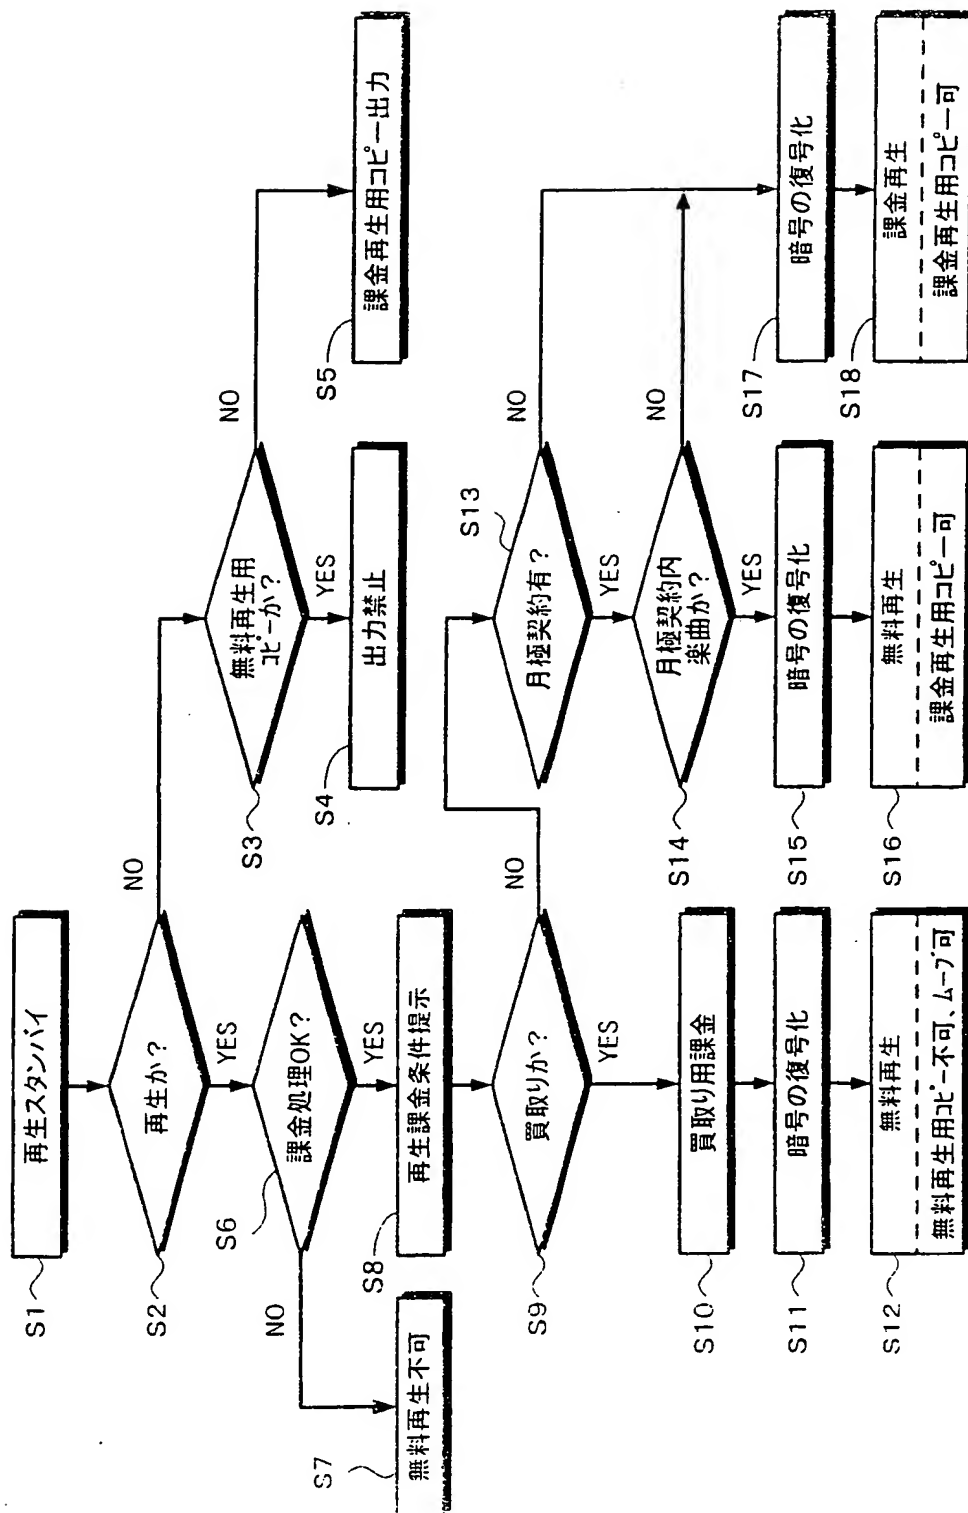 S1
再生スタンバイ
S2
再生か?
NO
YES
S3
無料再生用
コピーか?
NO
YES
S4
出力禁止
S5
課金再生用コピー出力
S6
課金処理OK?
NO
YES
S7
無料再生不可
S8
再生課金条件提示
S9
買取りか?
NO
YES
S10
買取り用課金
S11
暗号の復号化
S12
無料再生
無料再生用コピー不可、ムーブ可
S13
月極契約有?
NO
YES
S14
月極契約内
楽曲か?
NO
YES
S15
暗号の復号化
S16
無料再生
課金再生用コピー可
S17
暗号の復号化
S18
課金再生
課金再生用コピー可